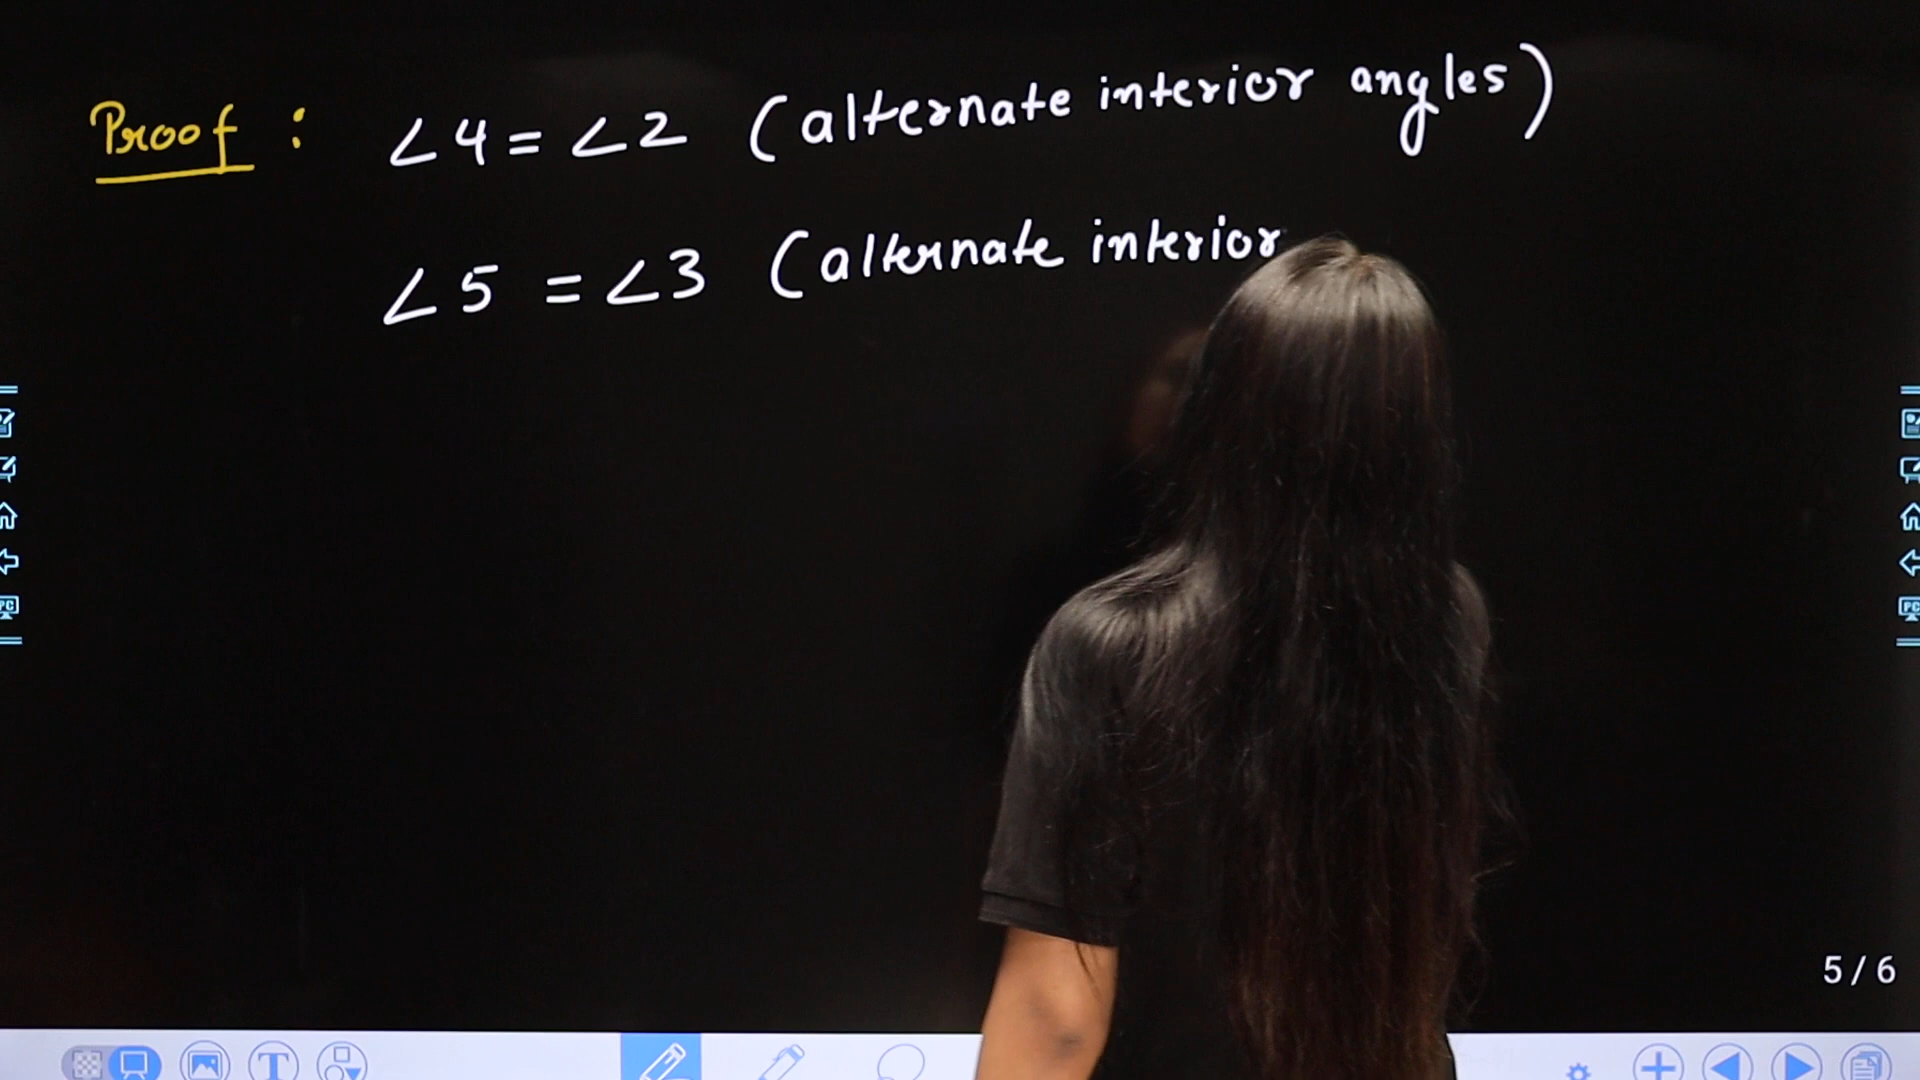 Proof : ∠4 = ∠2 (alternate interior angles)
∠5 = ∠3 (alternate interior
5 / 6
T